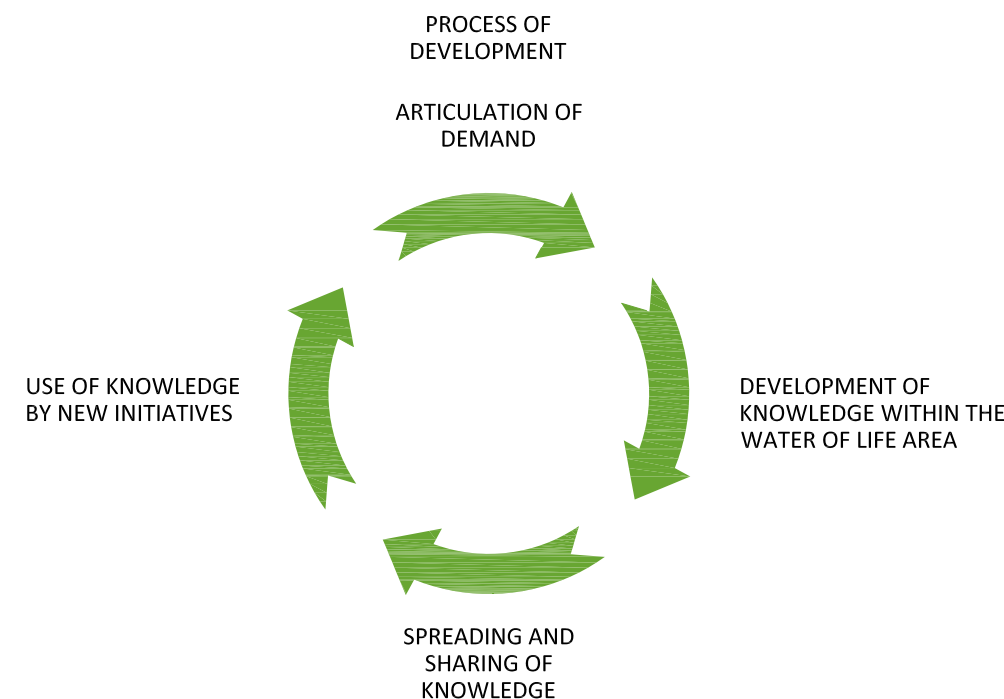 PROCESS OF
DEVELOPMENT
ARTICULATION OF
DEMAND
USE OF KNOWLEDGE
BY NEW INITIATIVES
DEVELOPMENT OF
KNOWLEDGE WITHIN THE
WATER OF LIFE AREA
SPREADING AND
SHARING OF
KNOWLEDGE